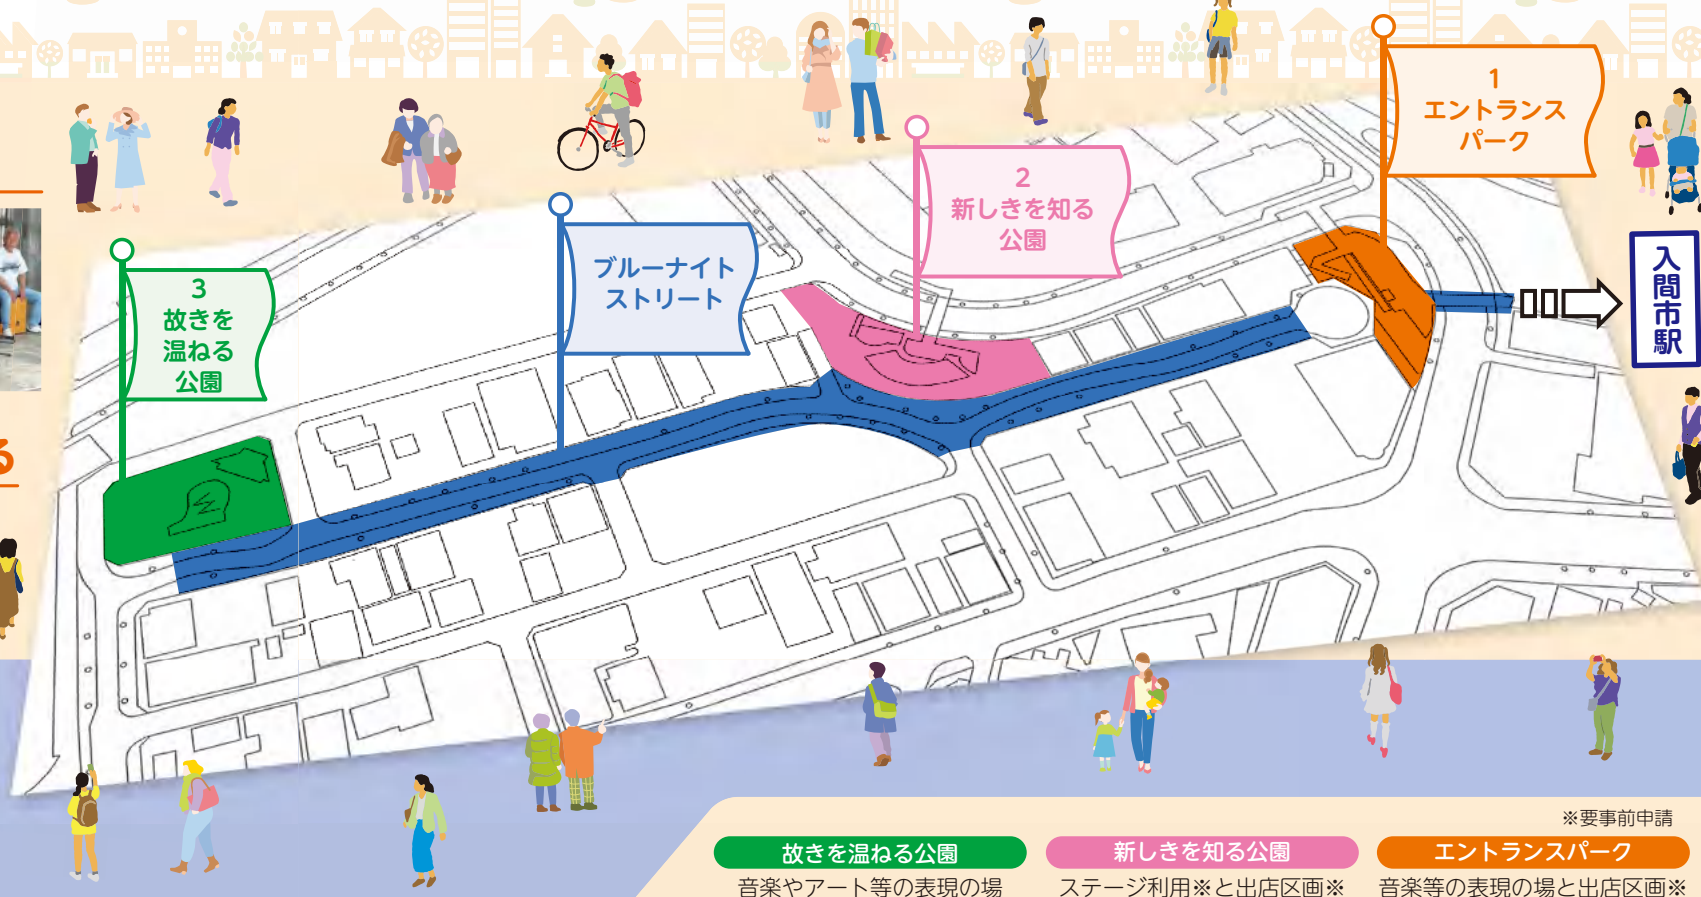 1
エントランス
パーク
2
新しきを知る
公園
ブルーナイト
ストリート
3
故きを
温ねる
公園
入間市駅
る
※要事前申請
故きを温ねる公園
音楽やアート等の表現の場
新しきを知る公園
ステージ利用※と出店区画※
エントランスパーク
音楽等の表現の場と出店区画※